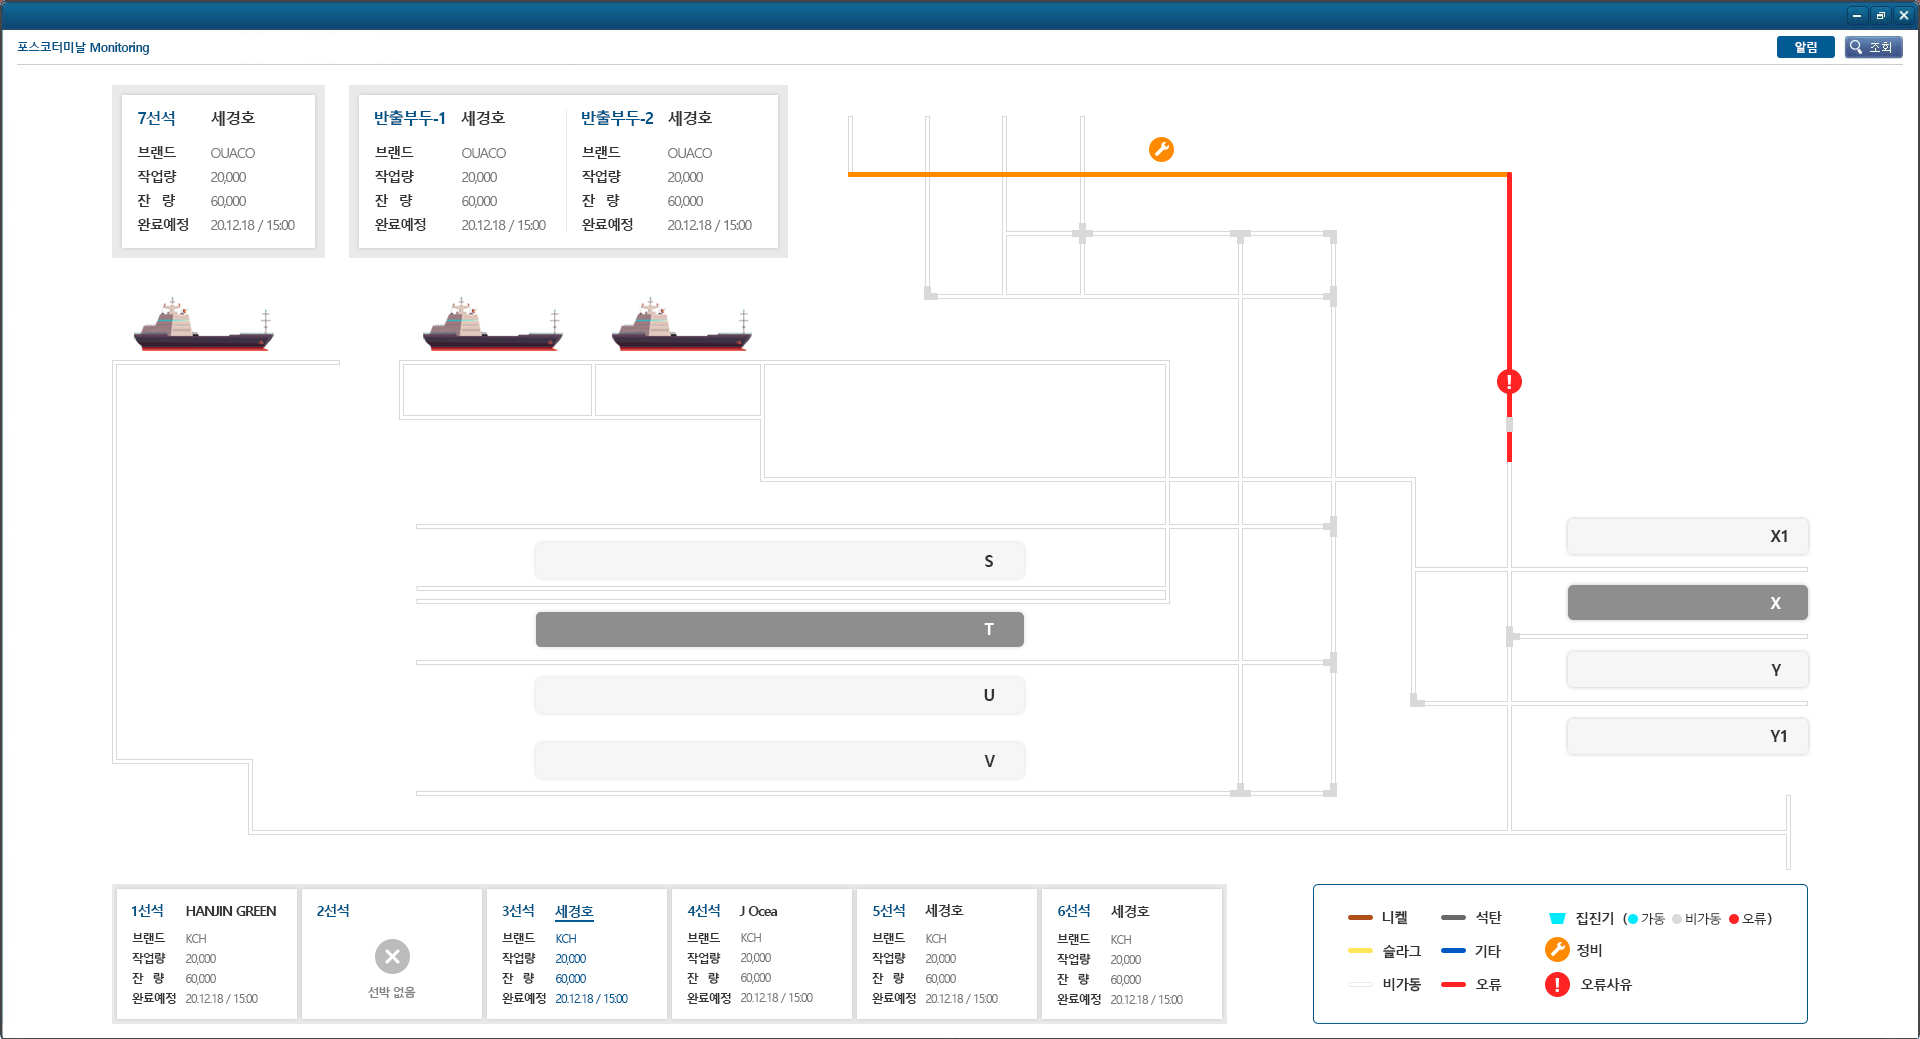 포스코터미날 Monitoring
알림
조회
7선석 세경호
브랜드 OUACO
작업량 20,000
잔 량 60,000
완료예정 20.12.18 / 15:00
반출부두-1 세경호
브랜드 OUACO
작업량 20,000
잔 량 60,000
완료예정 20.12.18 / 15:00
반출부두-2 세경호
브랜드 OUACO
작업량 20,000
잔 량 60,000
완료예정 20.12.18 / 15:00
S
T
U
V
X1
X
Y
Y1
1선석 HANJIN GREEN
브랜드 KCH
작업량 20,000
잔 량 60,000
완료예정 20.12.18 / 15:00
2선석
선박 없음
3선석 세경호
브랜드 KCH
작업량 20,000
잔 량 60,000
완료예정 20.12.18 / 15:00
4선석 J Ocea
브랜드 KCH
작업량 20,000
잔 량 60,000
완료예정 20.12.18 / 15:00
5선석 세경호
브랜드 KCH
작업량 20,000
잔 량 60,000
완료예정 20.12.18 / 15:00
6선석 세경호
브랜드 KCH
작업량 20,000
잔 량 60,000
완료예정 20.12.18 / 15:00
니켈 석탄 집진기 (가동 비가동 오류)
슬라그 기타 정비
비가동 오류 오류사유